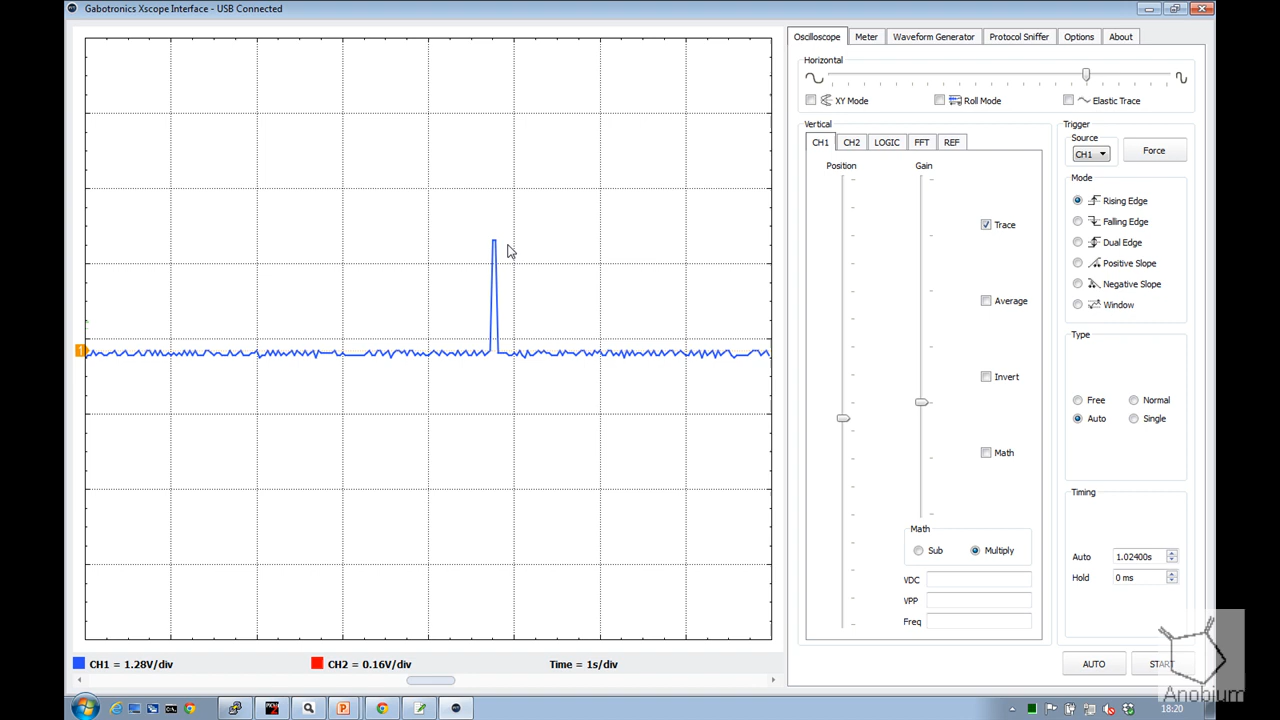 Gabotronics Xscope Interface - USB Connected
Oscilloscope Meter Waveform Generator Protocol Sniffer Options About
Horizontal
XY Mode Roll Mode Elastic Trace
Vertical
CH1 CH2 LOGIC FFT REF
Position Gain
Trace
Average
Invert
Math
Math
Sub Multiply
VDC
VPP
Freq
Trigger
Source
CH1 Force
Mode
Rising Edge
Falling Edge
Dual Edge
Positive Slope
Negative Slope
Window
Type
Free Normal
Auto Single
Timing
Auto 1.02400s
Hold 0 ms
AUTO START
1
CH1 = 1.28V/div CH2 = 0.16V/div Time = 1s/div
Anobium
18:20